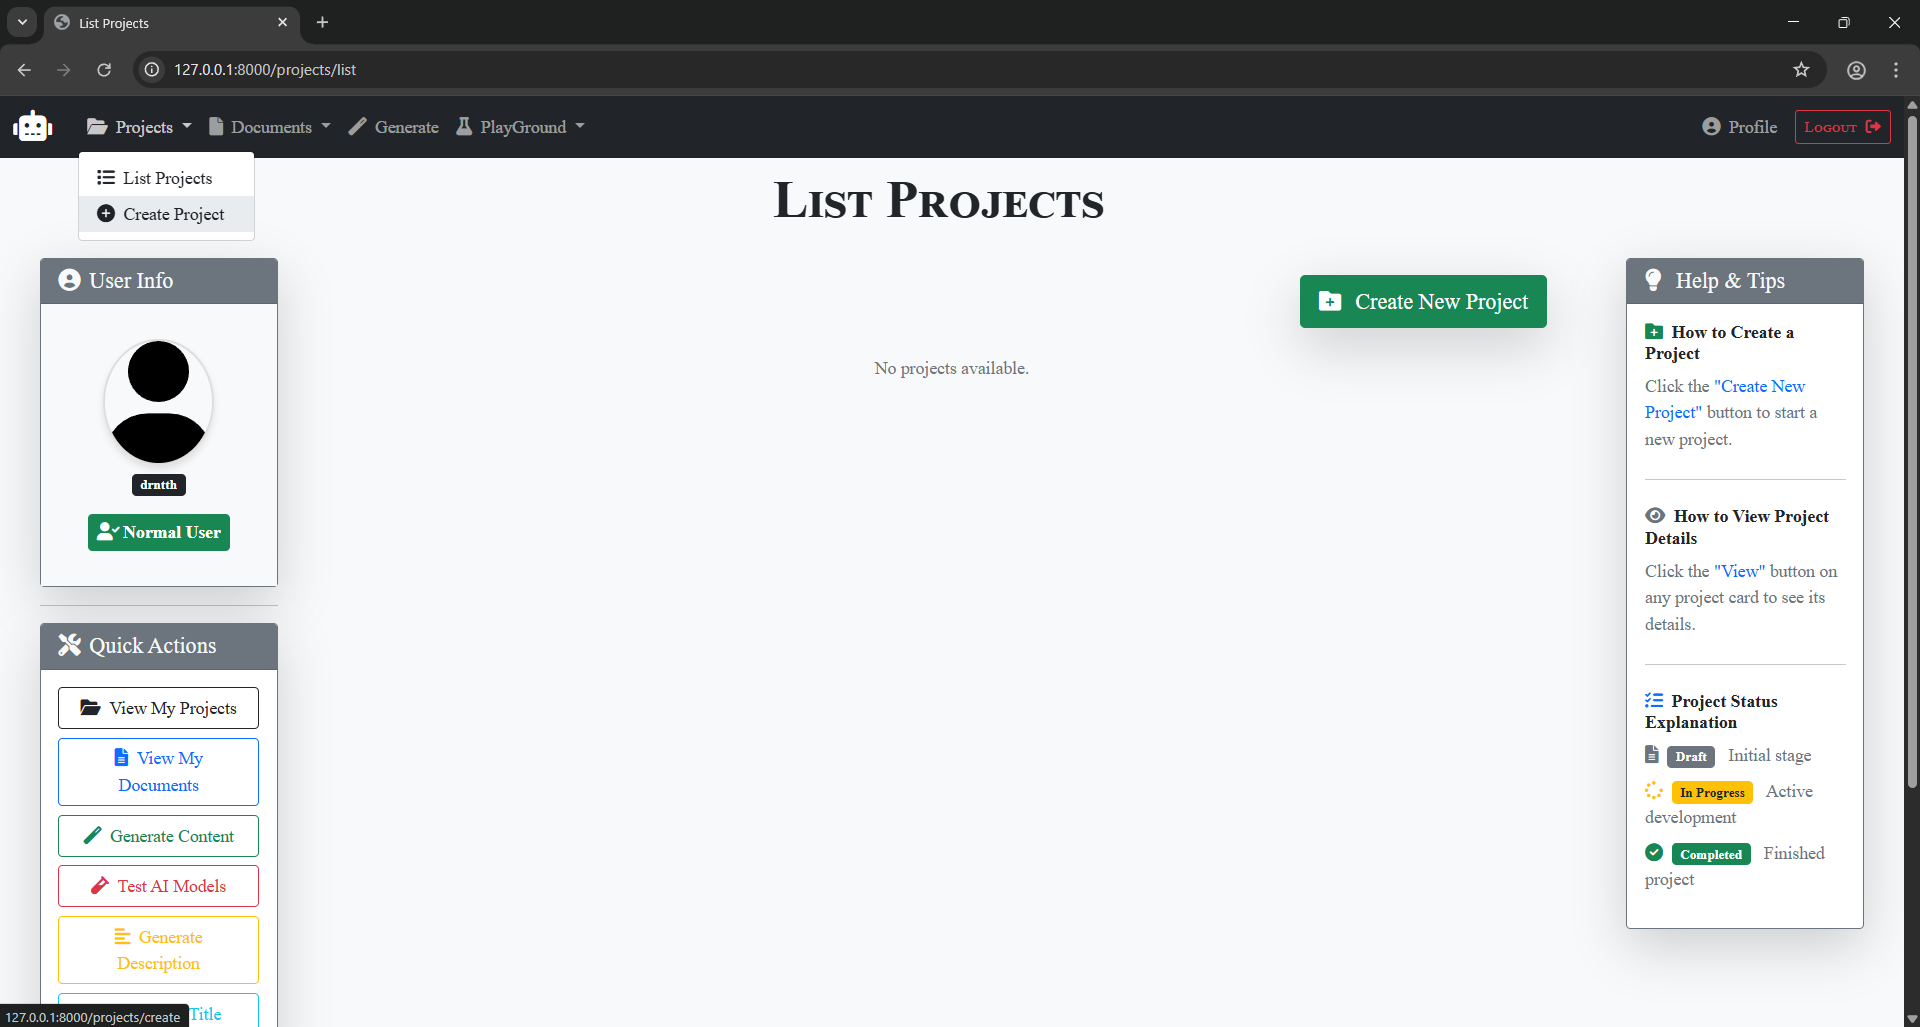 List Projects
127.0.0.1:8000/projects/list
Projects
Documents
Generate
PlayGround
Profile
Logout
List Projects
Create Project
List Projects
User Info
drntth
Normal User
Quick Actions
View My Projects
View My
Documents
Generate Content
Test AI Models
Generate
Description
Title
Create New Project
No projects available.
Help & Tips
How to Create a
Project
Click the "Create New
Project" button to start a
new project.
How to View Project
Details
Click the "View" button on
any project card to see its
details.
Project Status
Explanation
Draft Initial stage
In Progress Active
development
Completed Finished
project
127.0.0.1:8000/projects/create